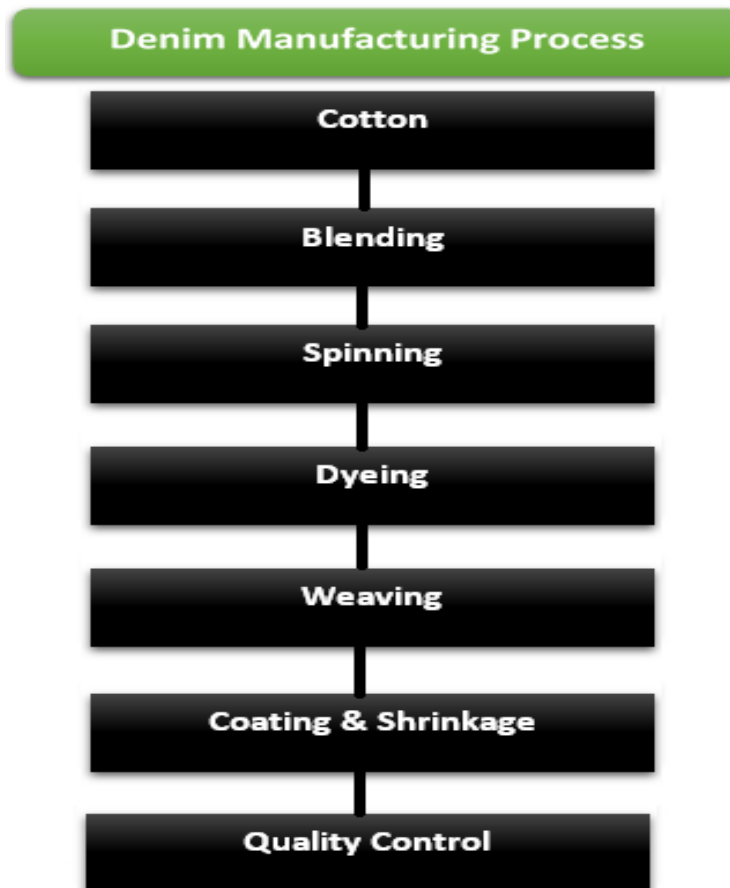 Denim Manufacturing Process
Cotton
Blending
Spinning
Dyeing
Weaving
Coating & Shrinkage
Quality Control